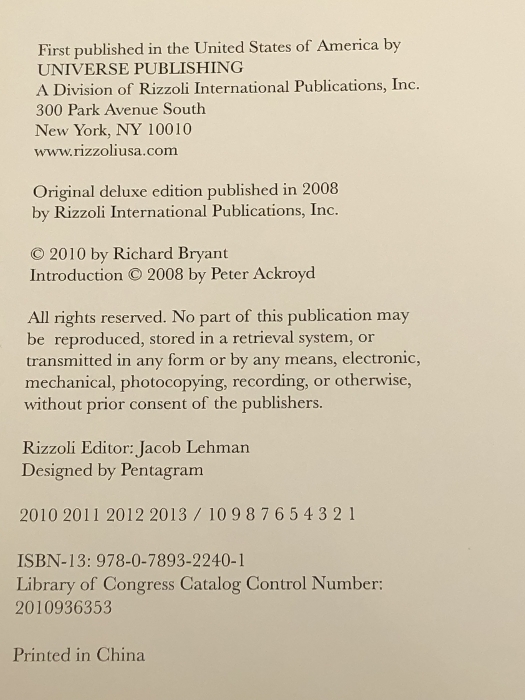 First published in the United States of America by
UNIVERSE PUBLISHING
A Division of Rizzoli International Publications, Inc.
300 Park Avenue South
New York, NY 10010
www.rizzoliusa.com
Original deluxe edition published in 2008
by Rizzoli International Publications, Inc.
© 2010 by Richard Bryant
Introduction © 2008 by Peter Ackroyd
All rights reserved. No part of this publication may
be reproduced, stored in a retrieval system, or
transmitted in any form or by any means, electronic,
mechanical, photocopying, recording, or otherwise,
without prior consent of the publishers.
Rizzoli Editor: Jacob Lehman
Designed by Pentagram
2010 2011 2012 2013 / 10 9 8 7 6 5 4 3 2 1
ISBN-13: 978-0-7893-2240-1
Library of Congress Catalog Control Number:
2010936353
Printed in China